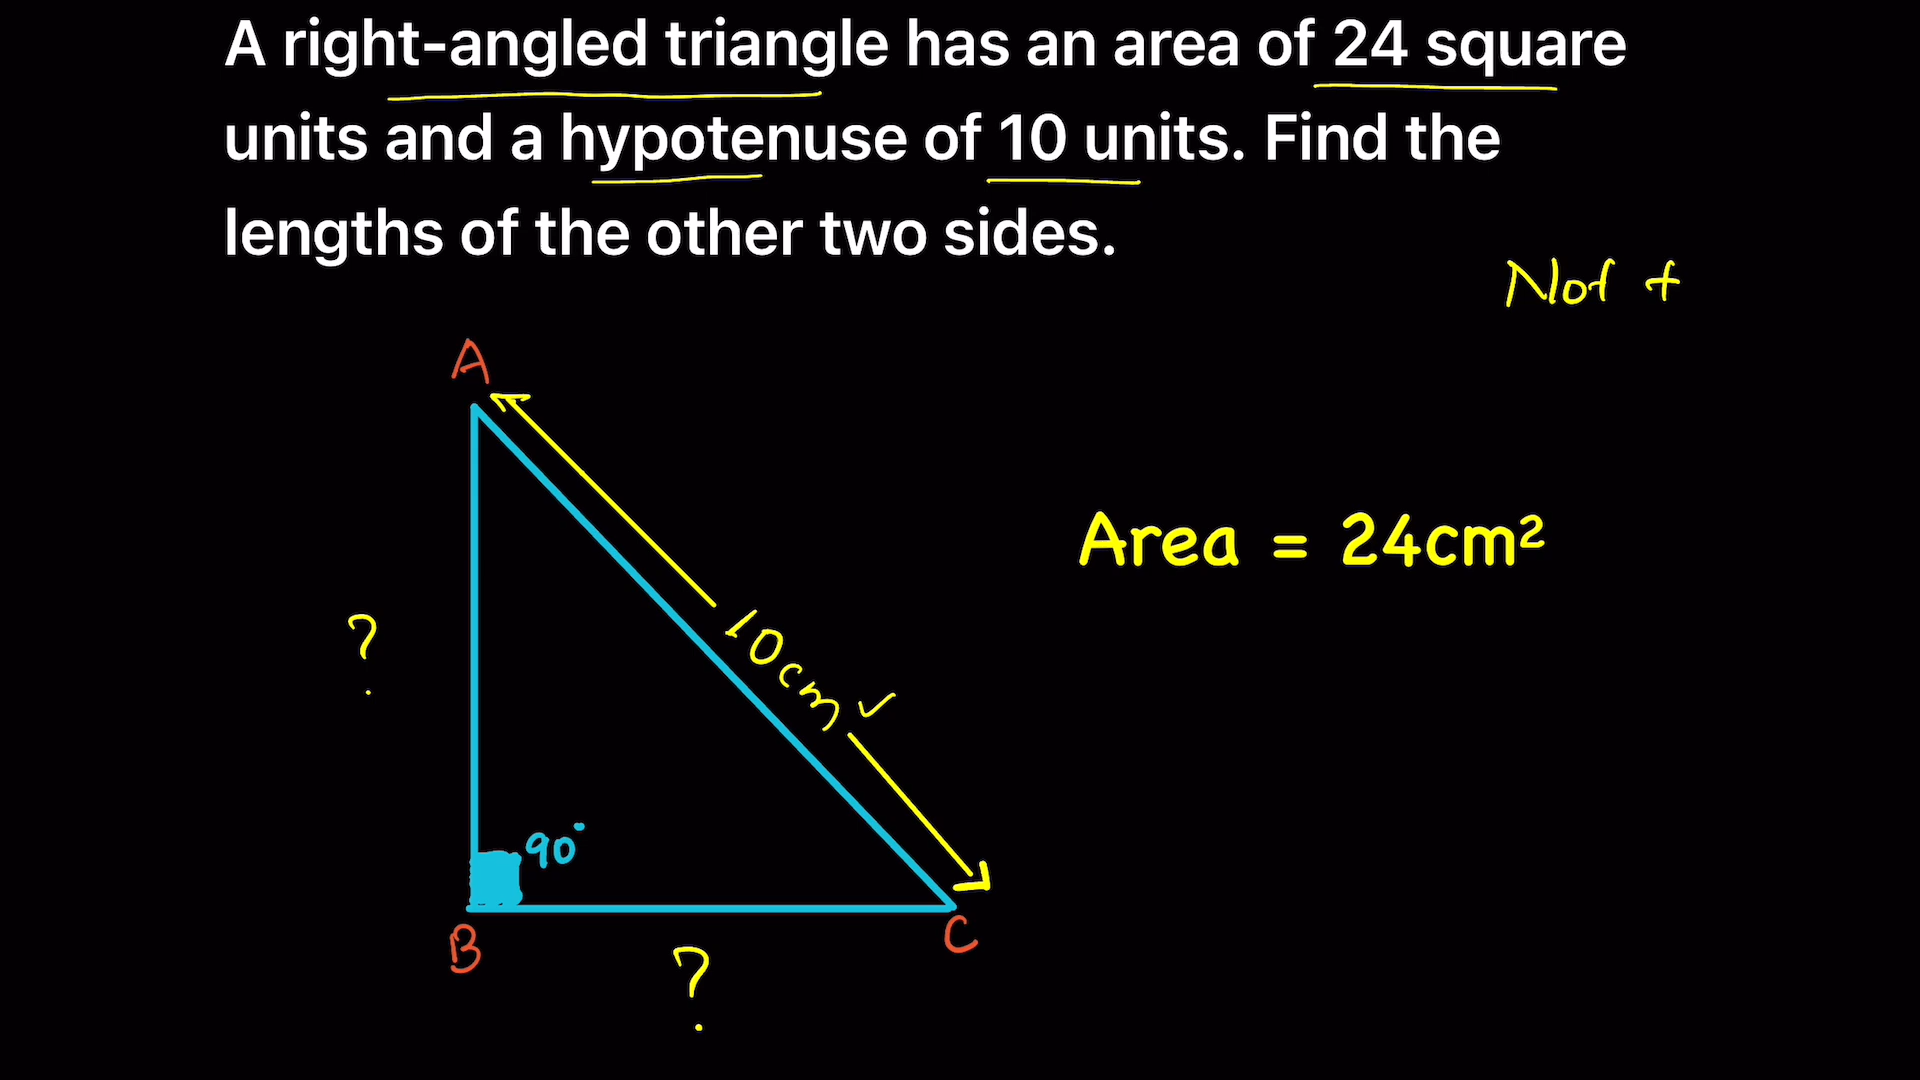 A right-angled triangle has an area of 24 square
units and a hypotenuse of 10 units. Find the
lengths of the other two sides.
Not t
A
Area = 24cm²
?
10cm ✓
90°
B
C
?